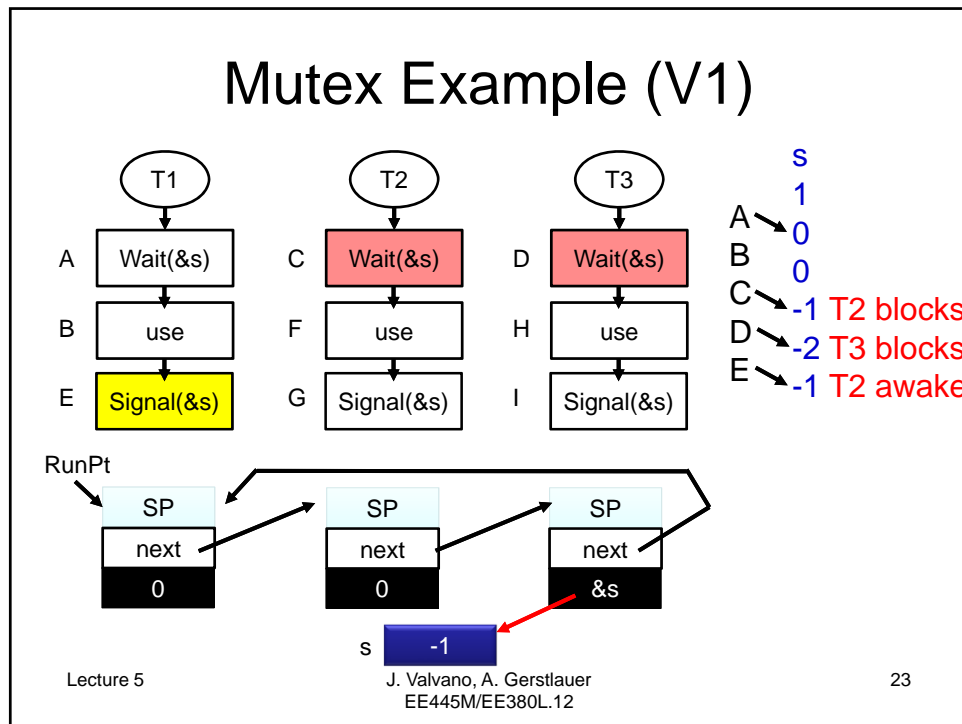 Mutex Example (V1)
T1 T2 T3
A Wait(&s) C Wait(&s) D Wait(&s)
B use F use H use
E Signal(&s) G Signal(&s) I Signal(&s)
s
1
A 0
B 0
C -1 T2 blocks
D -2 T3 blocks
E -1 T2 awake
RunPt
SP SP SP
next next next
0 0 &s
s -1
Lecture 5
J. Valvano, A. Gerstlauer
EE445M/EE380L.12
23